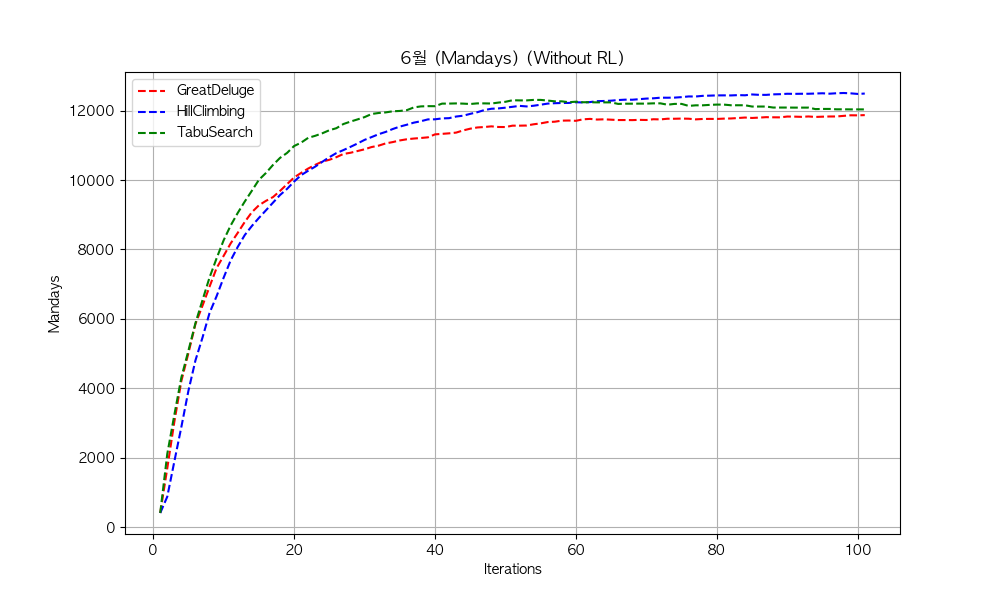 6월 (Mandays) (Without RL)
GreatDeluge
HillClimbing
TabuSearch
Mandays
12000
10000
8000
6000
4000
2000
0
0 20 40 60 80 100
Iterations